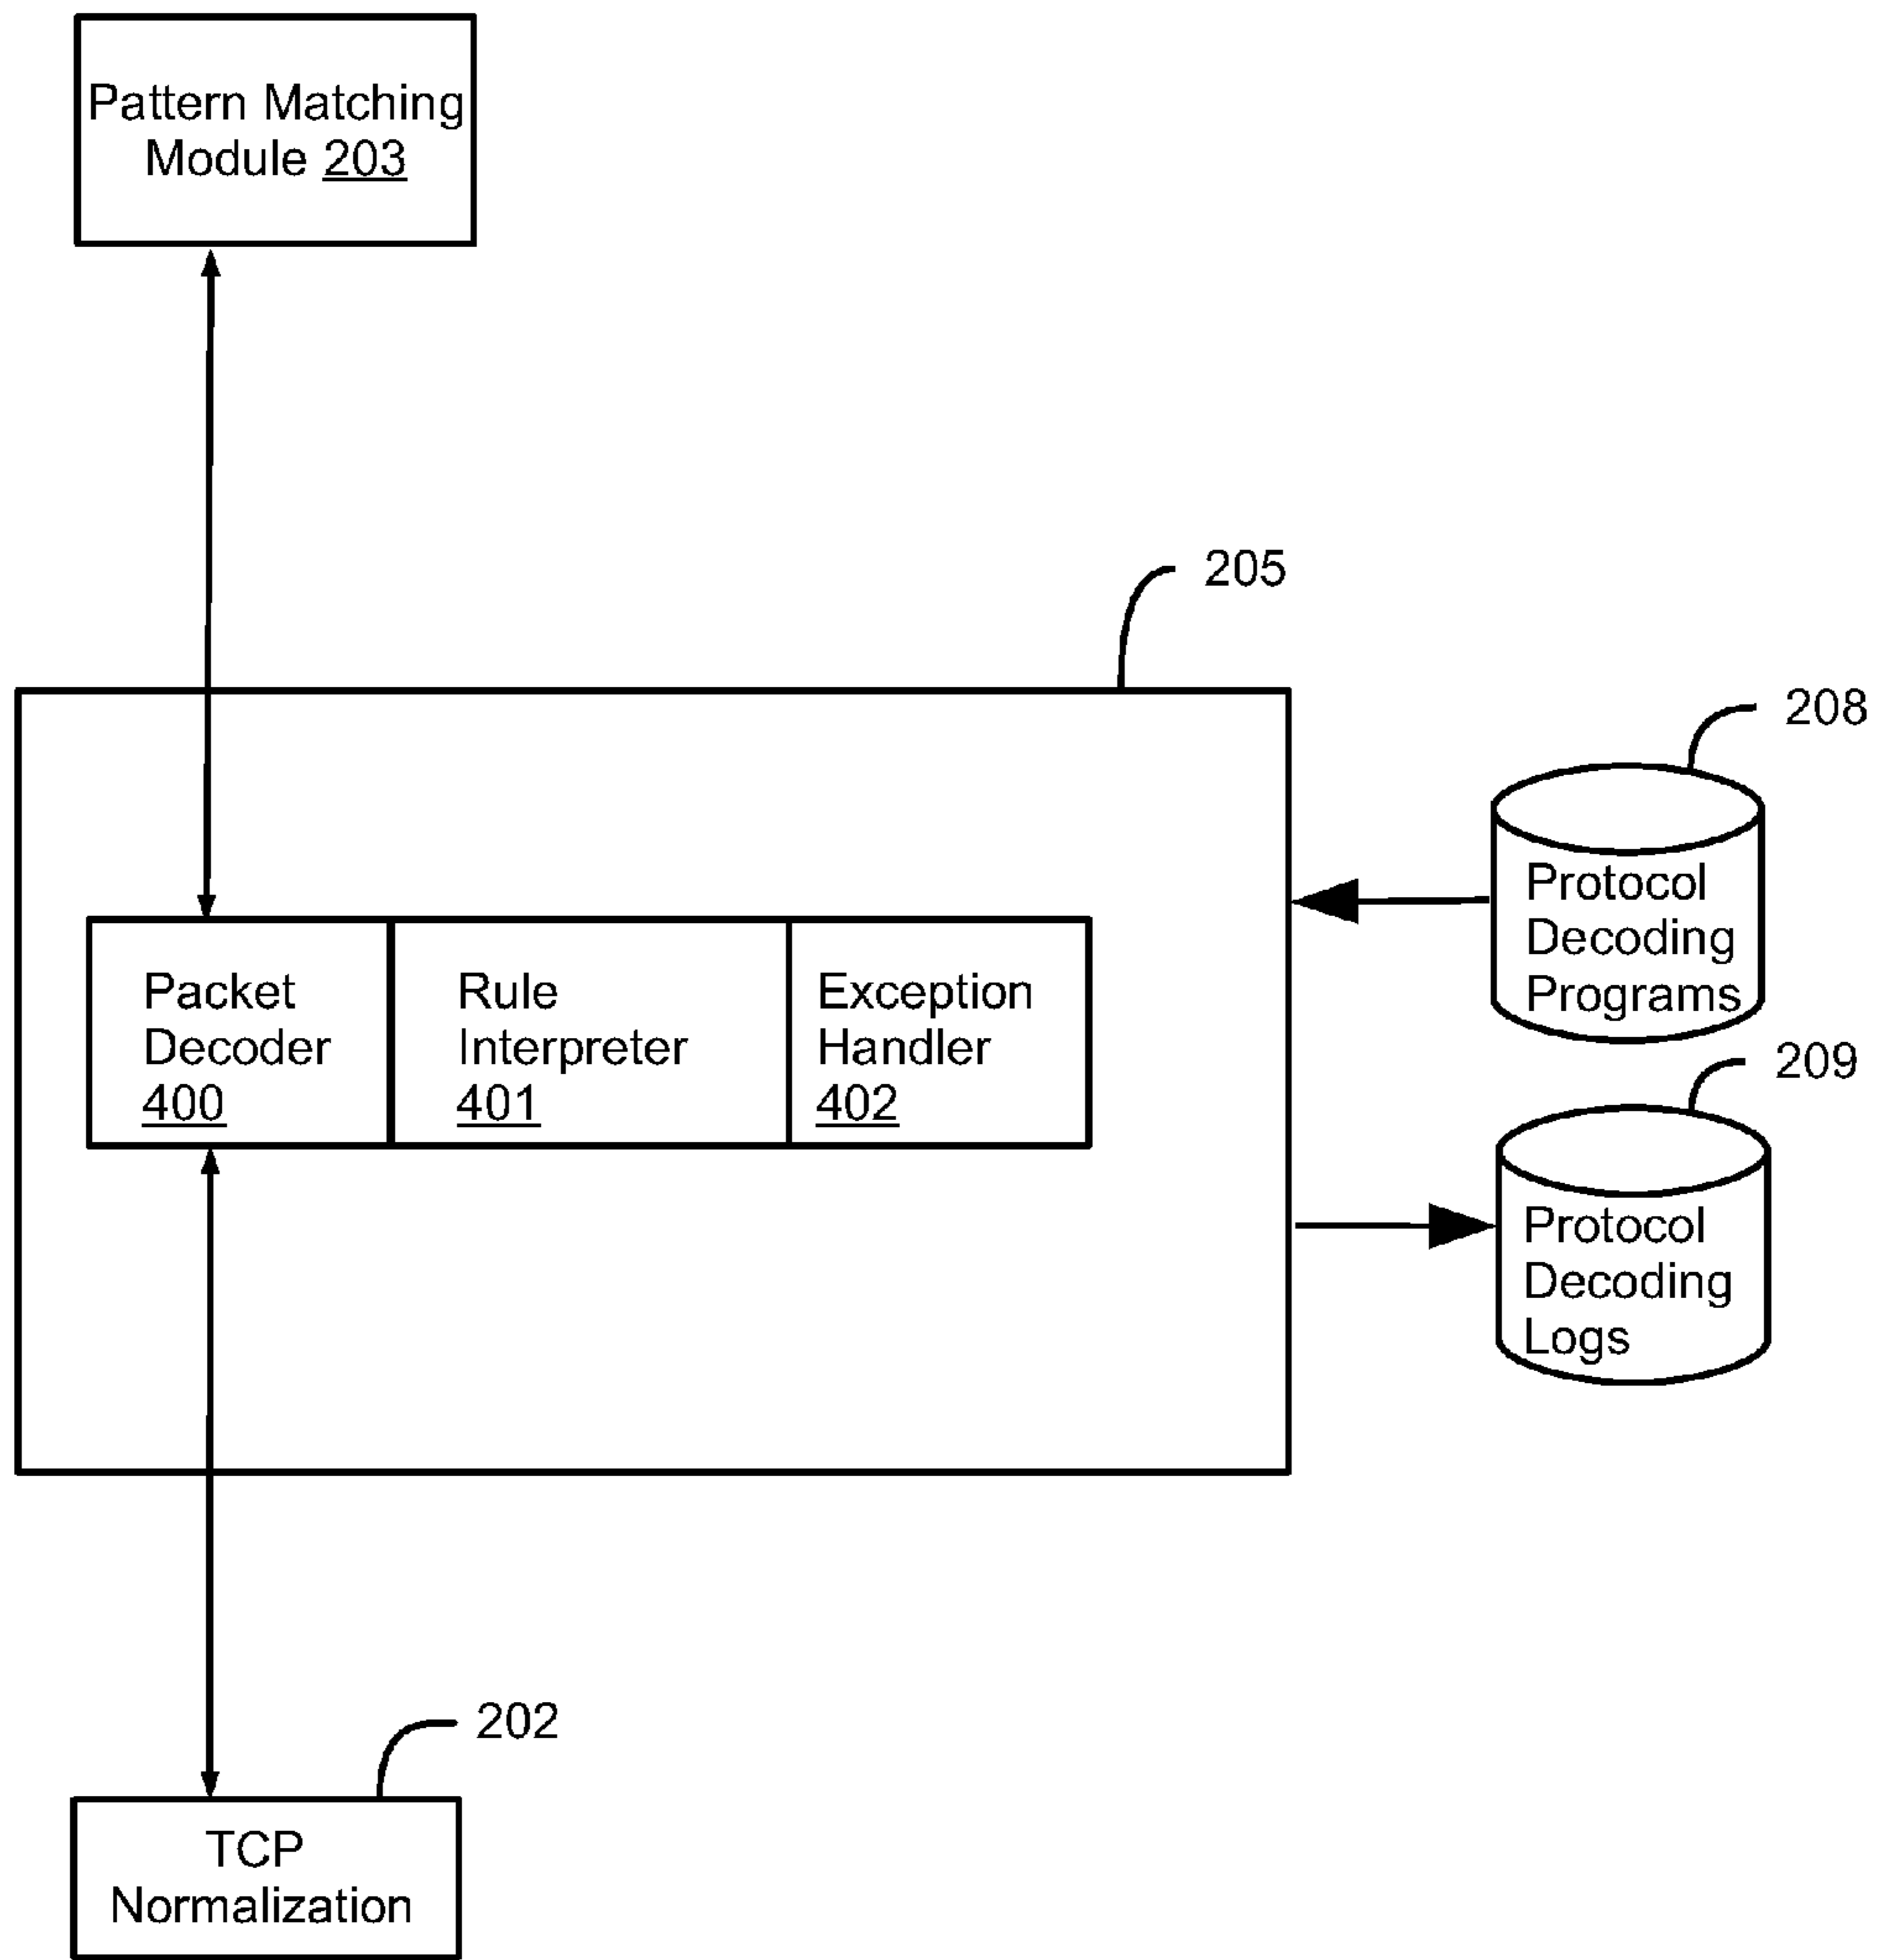 Pattern Matching
Module 203
205
208
Protocol
Decoding
Programs
Packet
Decoder
400
Rule
Interpreter
401
Exception
Handler
402
209
Protocol
Decoding
Logs
202
TCP
Normalization